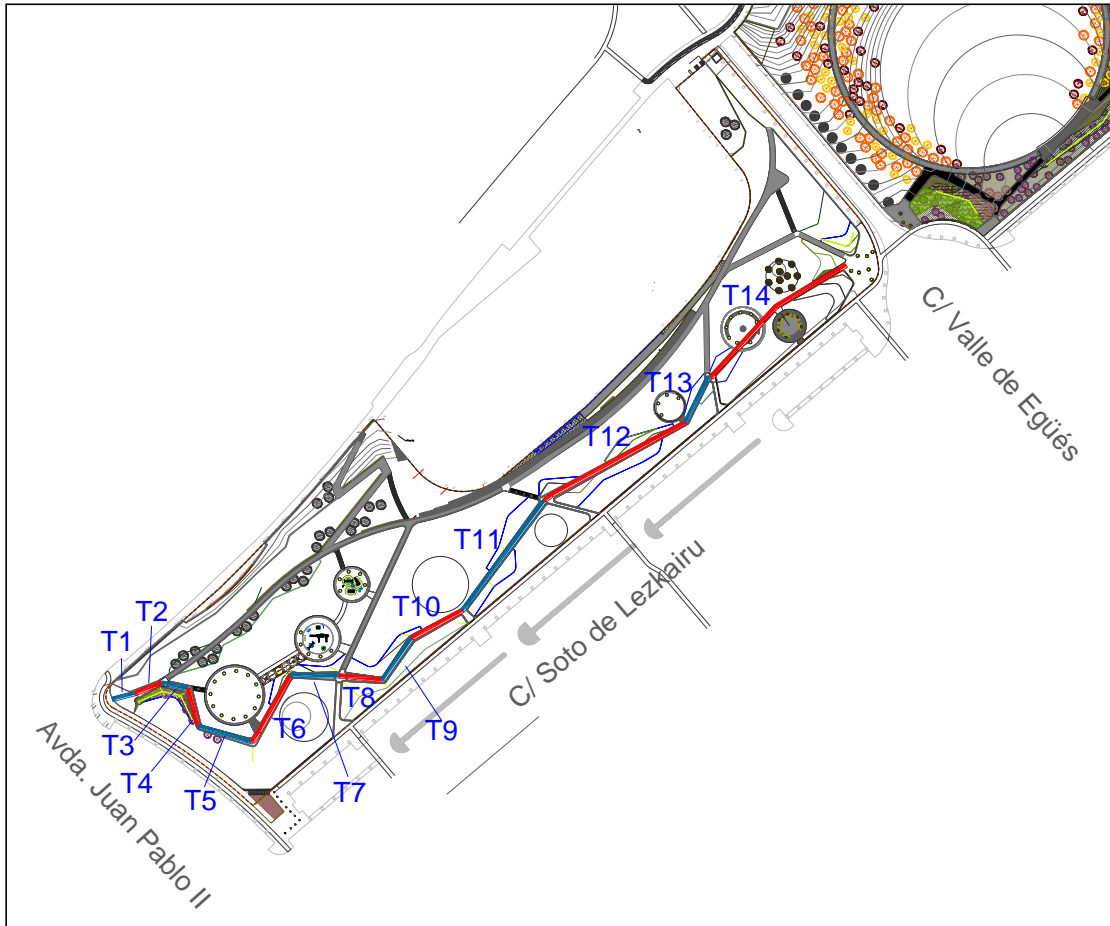 T14
C/ Valle de Egüés
T13
T12
T11
C/ Soto de Lezkairu
T10
T2
T1
T8
T6
T9
T3
T4
T5
T7
Avda. Juan Pablo II